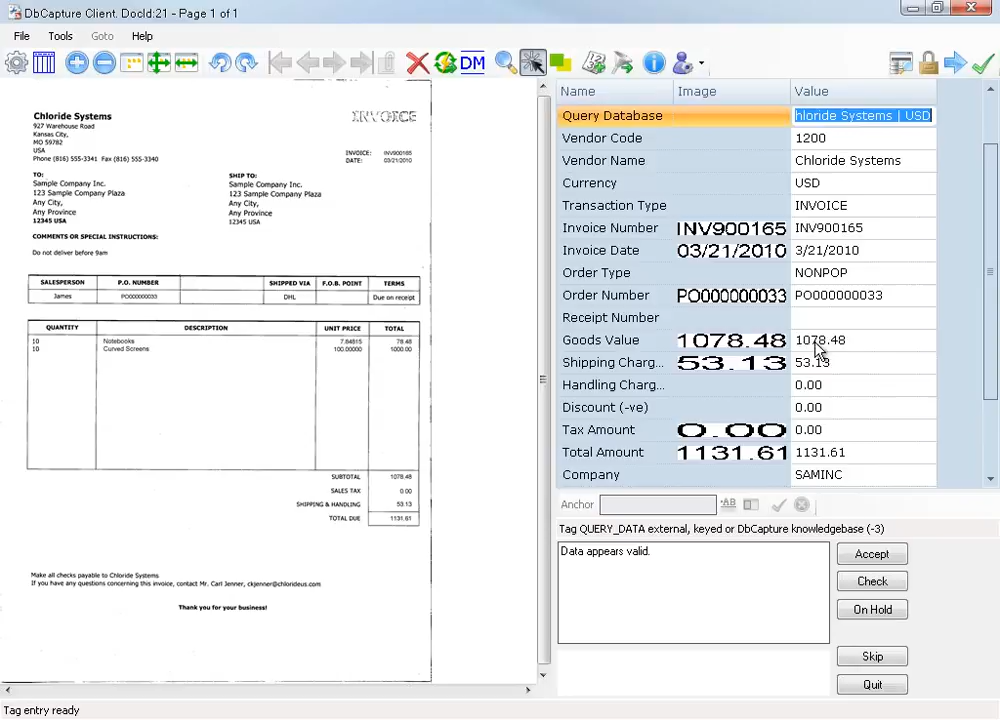 DbCapture Client. DocId:21 - Page 1 of 1
File Tools Goto Help
DM
Chloride Systems
927 Warehouse Road
Kansas City,
MO 59782
USA
Phone (816) 555-3341 Fax (816) 555-3340
INVOICE
INVOICE: INV900165
DATE: 03/21/2010
TO:
Sample Company Inc.
123 Sample Company Plaza
Any City,
Any Province
12345 USA
SHIP TO:
Sample Company Inc.
123 Sample Company Plaza
Any City,
Any Province
12345 USA
COMMENTS OR SPECIAL INSTRUCTIONS:
Do not deliver before 9am
SALESPERSON P.O. NUMBER SHIPPED VIA F.O.B. POINT TERMS
James PO000000033 DHL Due on receipt
QUANTITY DESCRIPTION UNIT PRICE TOTAL
10 Notebooks 7.84815 78.48
10 Curved Screens 100.00000 1000.00
SUBTOTAL 1078.48
SALES TAX 0.00
SHIPPING & HANDLING 53.13
TOTAL DUE 1131.61
Make all checks payable to Chloride Systems
If you have any questions concerning this invoice, contact Mr. Carl Jenner, ckjenner@chlorideus.com
Thank you for your business!
Name Image Value
Query Database hloride Systems | USD
Vendor Code 1200
Vendor Name Chloride Systems
Currency USD
Transaction Type INVOICE
Invoice Number INV900165 INV900165
Invoice Date 03/21/2010 3/21/2010
Order Type NONPOP
Order Number PO000000033 PO000000033
Receipt Number
Goods Value 1078.48 1078.48
Shipping Charg... 53.13 53.13
Handling Charg... 0.00
Discount (-ve) 0.00
Tax Amount 0.00 0.00
Total Amount 1131.61 1131.61
Company SAMINC
Anchor AB
Tag QUERY_DATA external, keyed or DbCapture knowledgebase (-3)
Data appears valid.
Accept
Check
On Hold
Skip
Quit
Tag entry ready